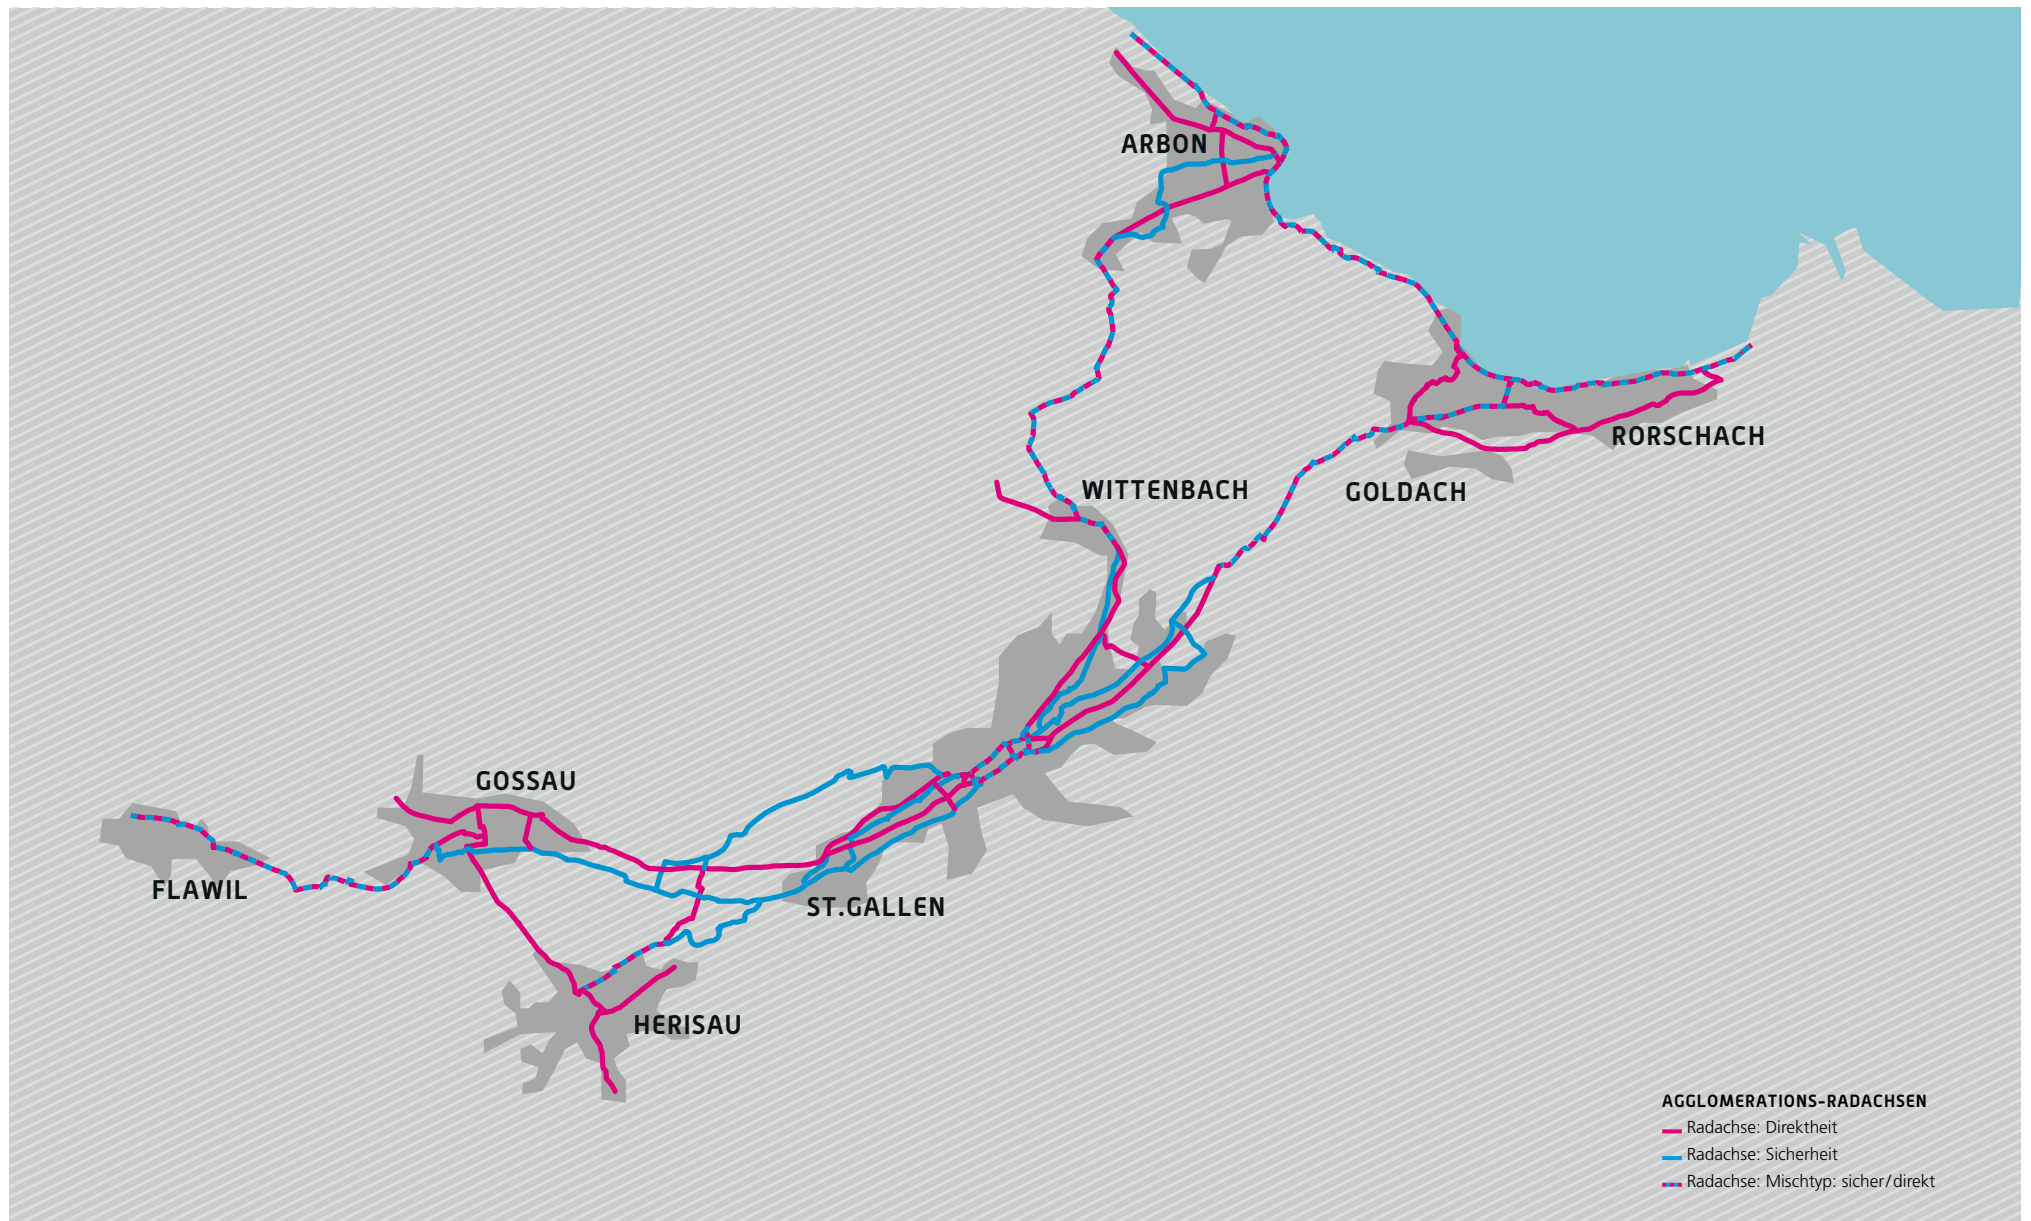 ARBON
RORSCHACH
WITTENBACH
GOLDACH
GOSSAU
FLAWIL
ST.GALLEN
HERISAU
AGGLOMERATIONS-RADACHSEN
Radachse: Direktheit
Radachse: Sicherheit
Radachse: Mischtyp: sicher/direkt